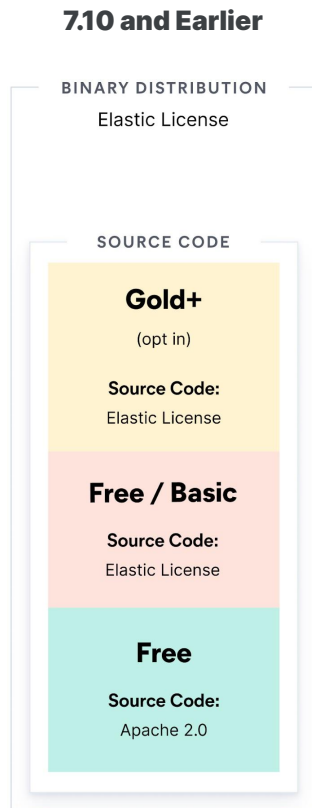 7.10 and Earlier
BINARY DISTRIBUTION
Elastic License
SOURCE CODE
Gold+
(opt in)
Source Code:
Elastic License
Free / Basic
Source Code:
Elastic License
Free
Source Code:
Apache 2.0